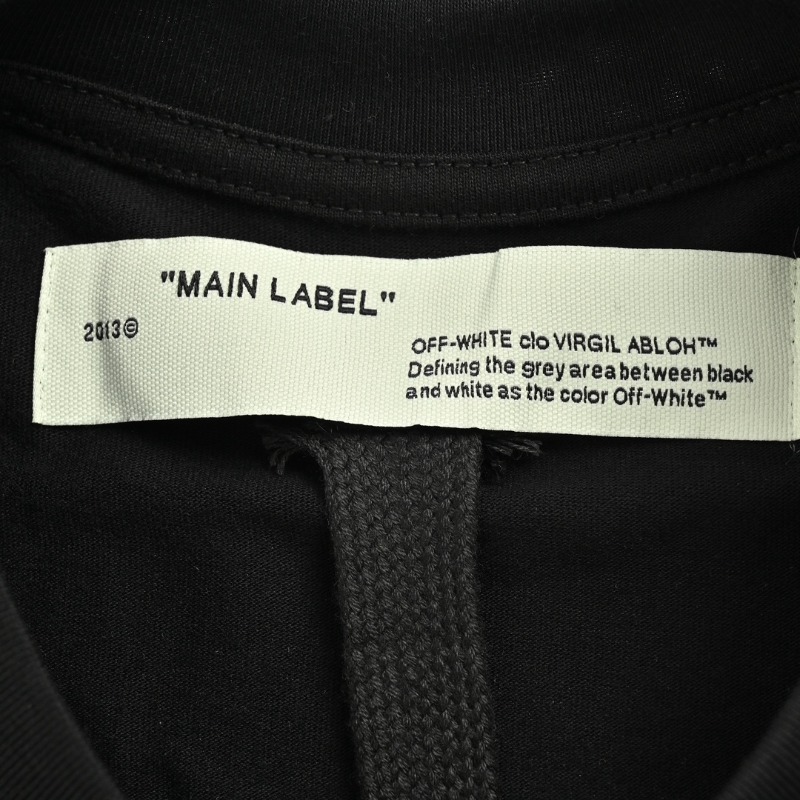 "MAIN LABEL"
2013©
OFF-WHITE c/o VIRGIL ABLOH™
Defining the grey area between black
and white as the color Off-White™